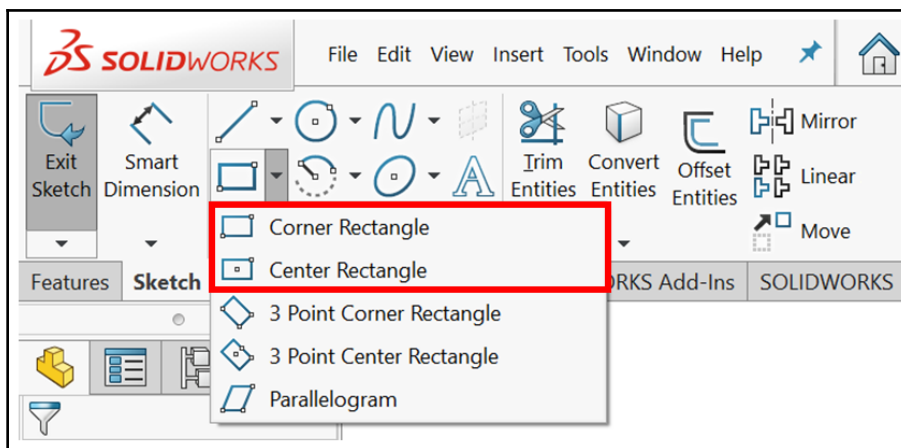 SOLIDWORKS File Edit View Insert Tools Window Help
Exit Sketch
Smart Dimension
Trim Entities
Convert Entities
Offset Entities
Mirror
Linear
Move
Corner Rectangle
Center Rectangle
3 Point Corner Rectangle
3 Point Center Rectangle
Parallelogram
Features Sketch Add-Ins SOLIDWORKS